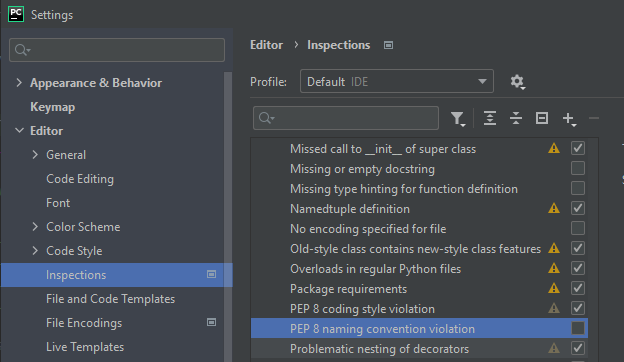 PC
Settings
Appearance & Behavior
Keymap
Editor
General
Code Editing
Font
Color Scheme
Code Style
Inspections
File and Code Templates
File Encodings
Live Templates
Editor › Inspections
Profile: Default IDE
Missed call to __init__ of super class
Missing or empty docstring
Missing type hinting for function definition
Namedtuple definition
No encoding specified for file
Old-style class contains new-style class features
Overloads in regular Python files
Package requirements
PEP 8 coding style violation
PEP 8 naming convention violation
Problematic nesting of decorators